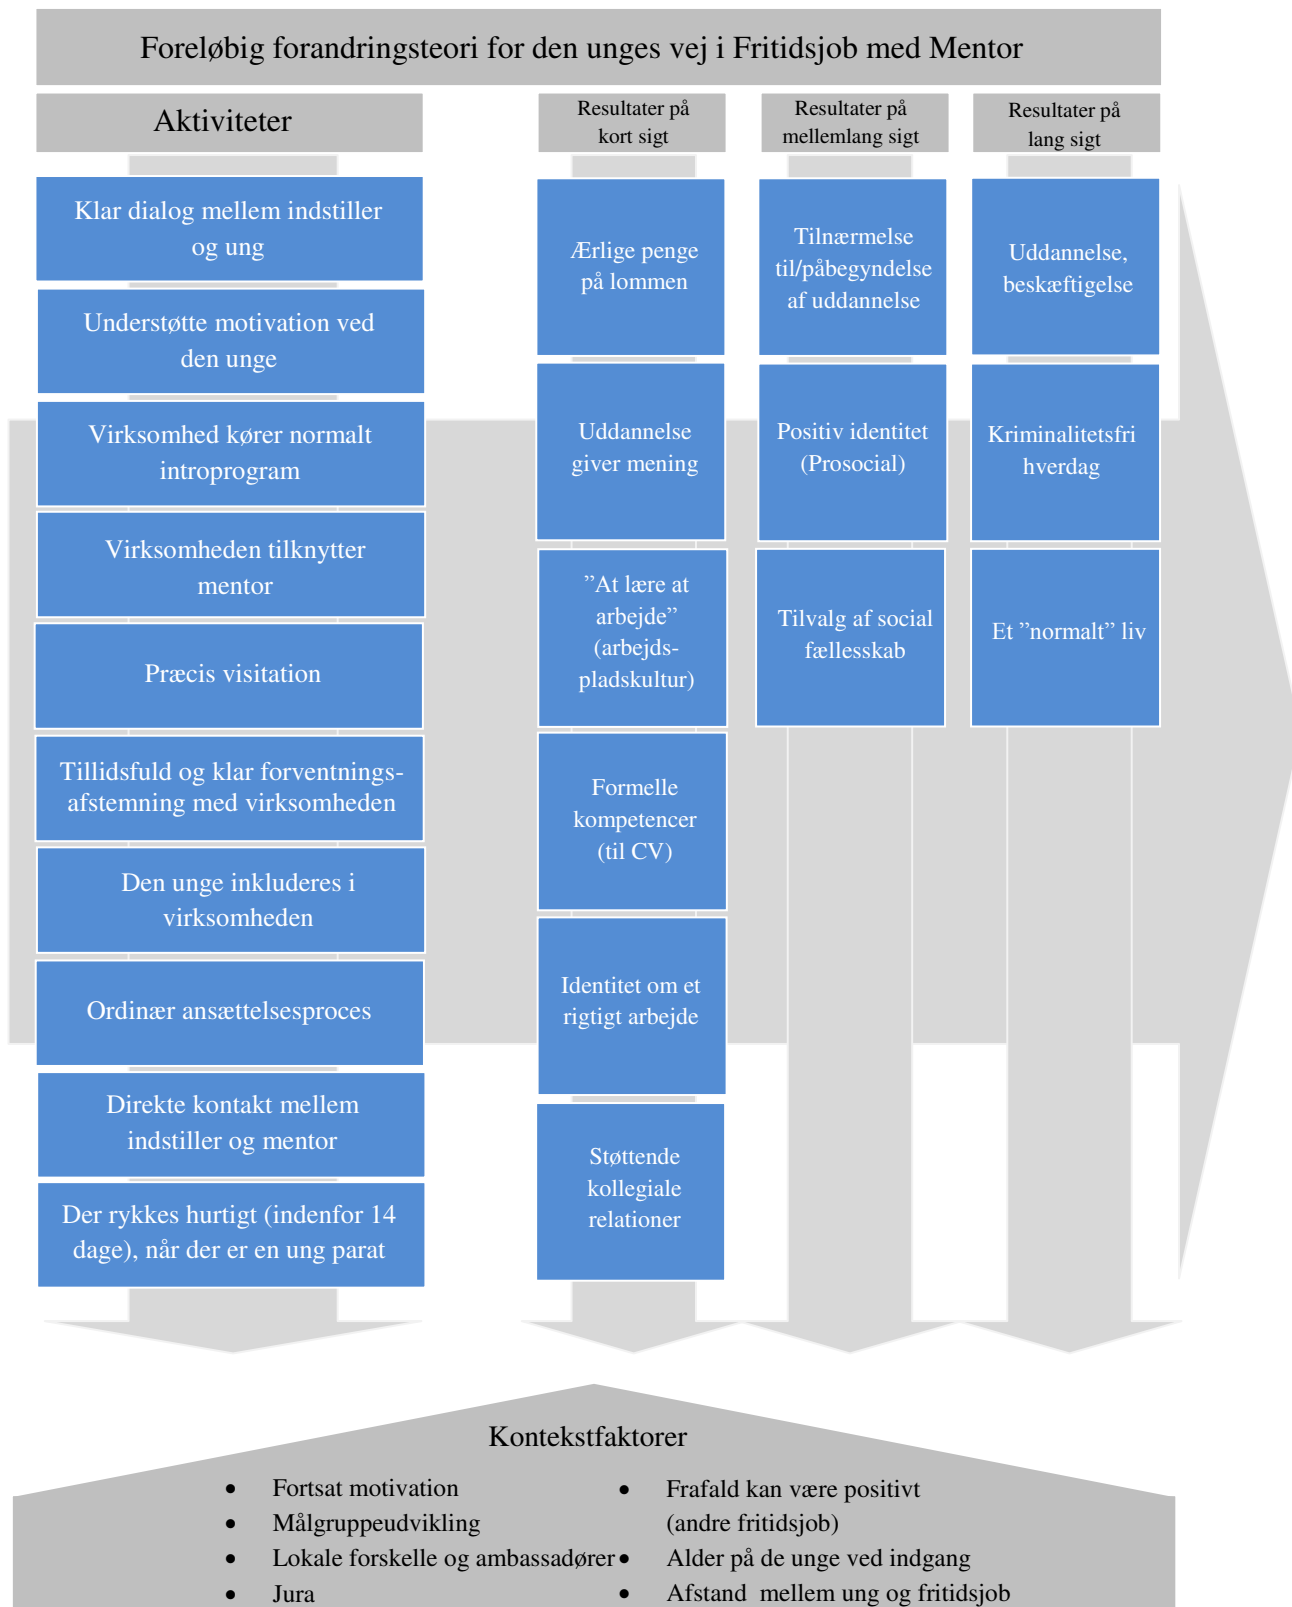 Foreløbig forandringsteori for den unges vej i Fritidsjob med Mentor
Aktiviteter
Klar dialog mellem indstiller
og ung
Understøtte motivation ved
den unge
Virksomhed kører normalt
introprogram
Virksomheden tilknytter
mentor
Præcis visitation
Tillidsfuld og klar forventnings-
afstemning med virksomheden
Den unge inkluderes i
virksomheden
Ordinær ansættelsesproces
Direkte kontakt mellem
indstiller og mentor
Der rykkes hurtigt (indenfor 14
dage), når der er en ung parat
Resultater på
kort sigt
Ærlige penge
på lommen
Uddannelse
giver mening
”At lære at
arbejde”
(arbejds-
pladskultur)
Formelle
kompetencer
(til CV)
Identitet om et
rigtigt arbejde
Støttende
kollegiale
relationer
Resultater på
mellemlang sigt
Tilnærmelse
til/påbegyndelse
af uddannelse
Positiv identitet
(Prosocial)
Tilvalg af social
fællesskab
Resultater på
lang sigt
Uddannelse,
beskæftigelse
Kriminalitetsfri
hverdag
Et ”normalt” liv
Kontekstfaktorer
• Fortsat motivation
• Målgruppeudvikling
• Lokale forskelle og ambassadører
• Jura
• Frafald kan være positivt
(andre fritidsjob)
• Alder på de unge ved indgang
• Afstand mellem ung og fritidsjob